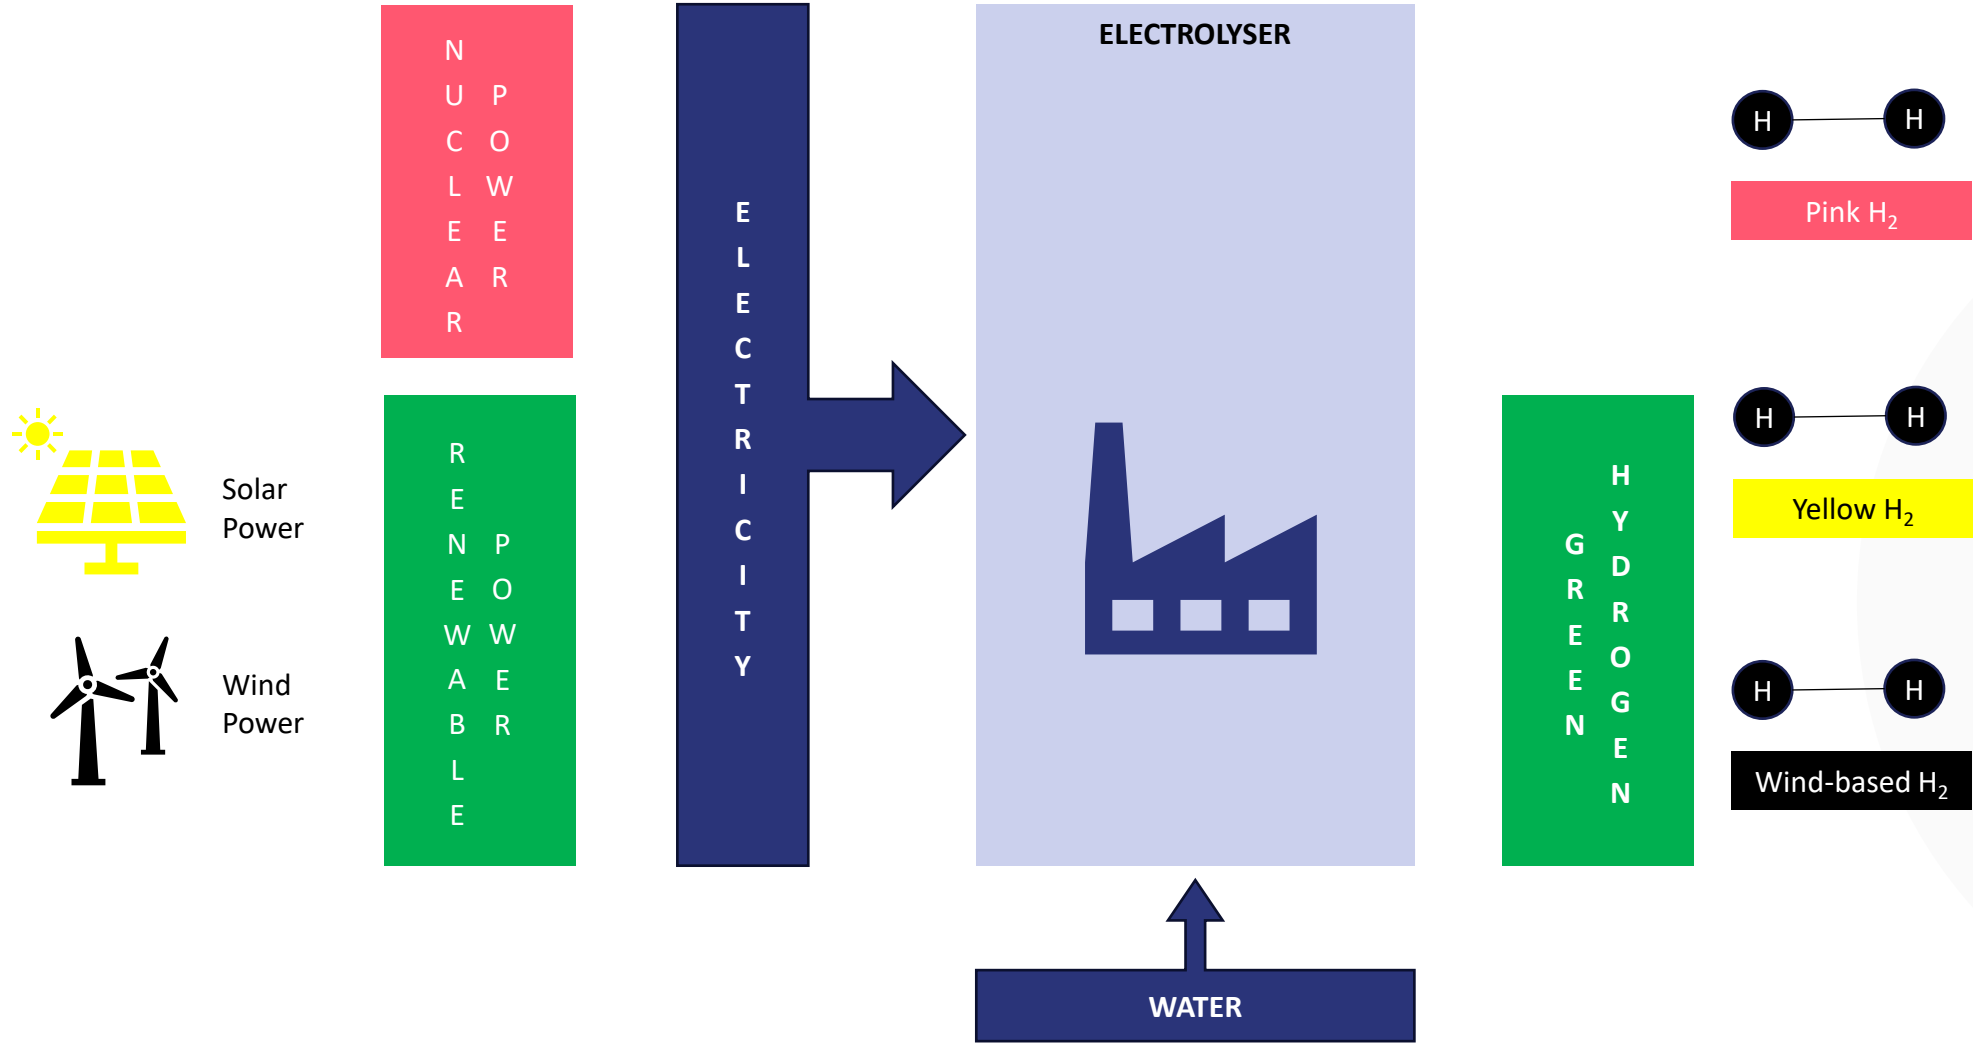 NUCLEAR
POWER
Solar
Power
Wind
Power
RENEWABLE
POWER
ELECTRICITY
ELECTROLYSER
WATER
GREEN
HYDROGEN
H H
Pink H₂
H H
Yellow H₂
H H
Wind-based H₂